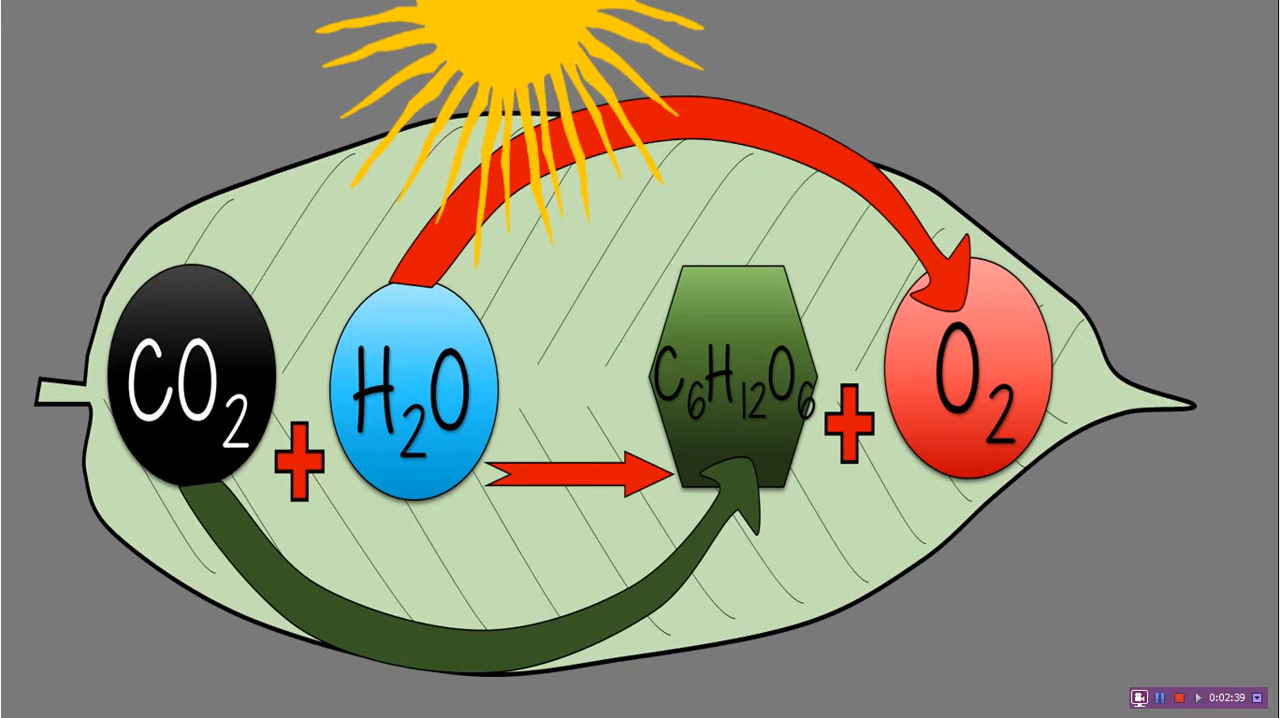 CO₂ + H₂O C₆H₁₂O₆ + O₂
0:02:39